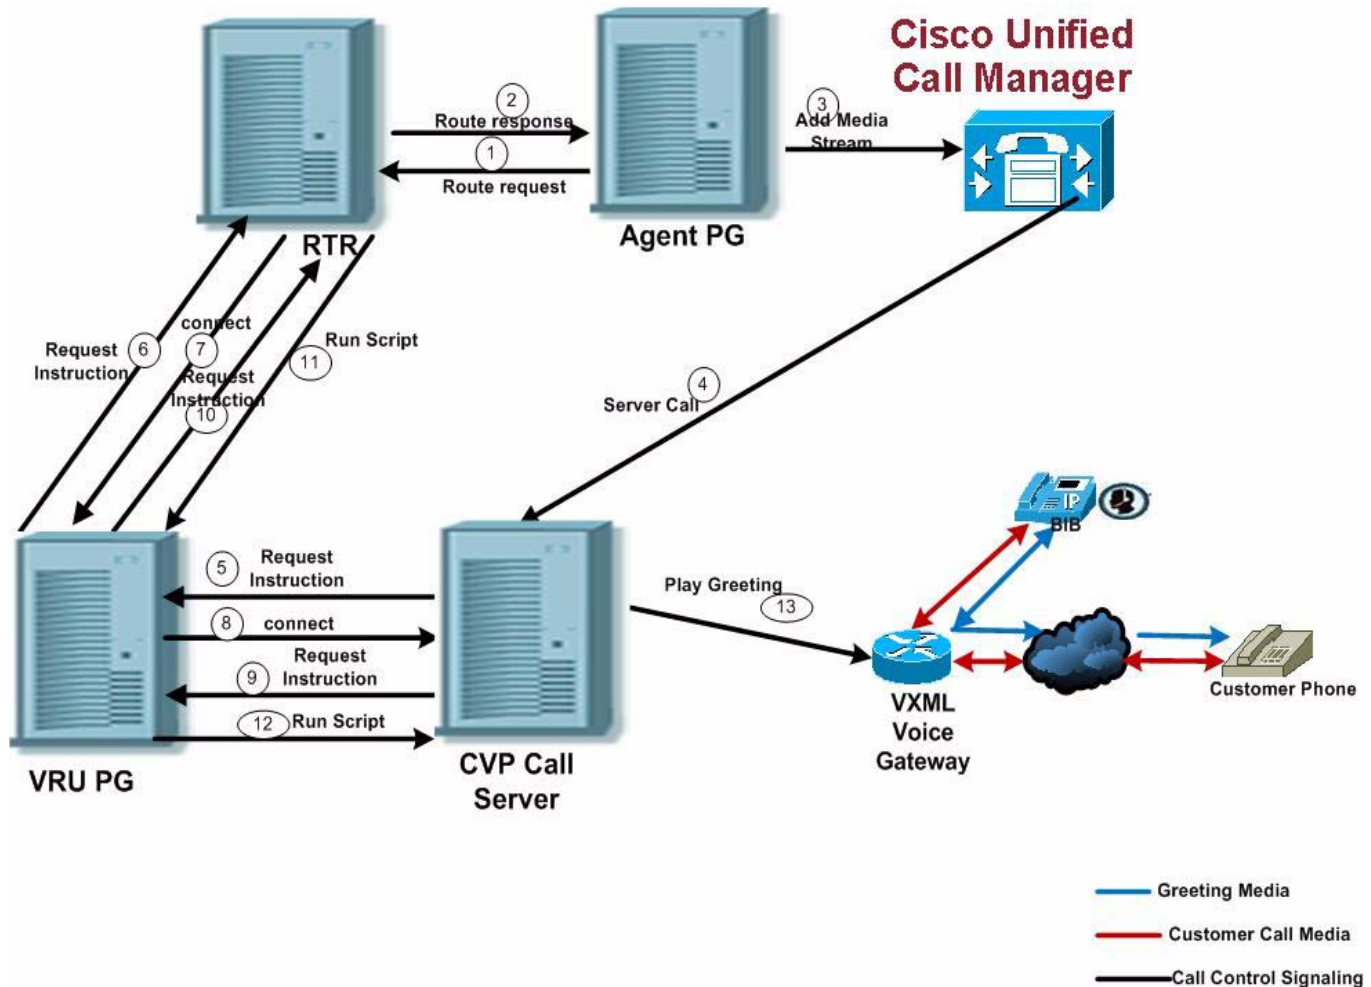 Cisco Unified
Call Manager
2
Route response
1
Route request
3
Add Media
Stream
Agent PG
RTR
6
Request
Instruction
connect
7
Request
Instruction
10
Run Script
11
4
Server Call
IP
BIB
5
Request
Instruction
8
connect
Request
9
Instruction
12
Run Script
Play Greeting
13
Customer Phone
VXML
Voice
Gateway
VRU PG
CVP Call
Server
Greeting Media
Customer Call Media
Call Control Signaling